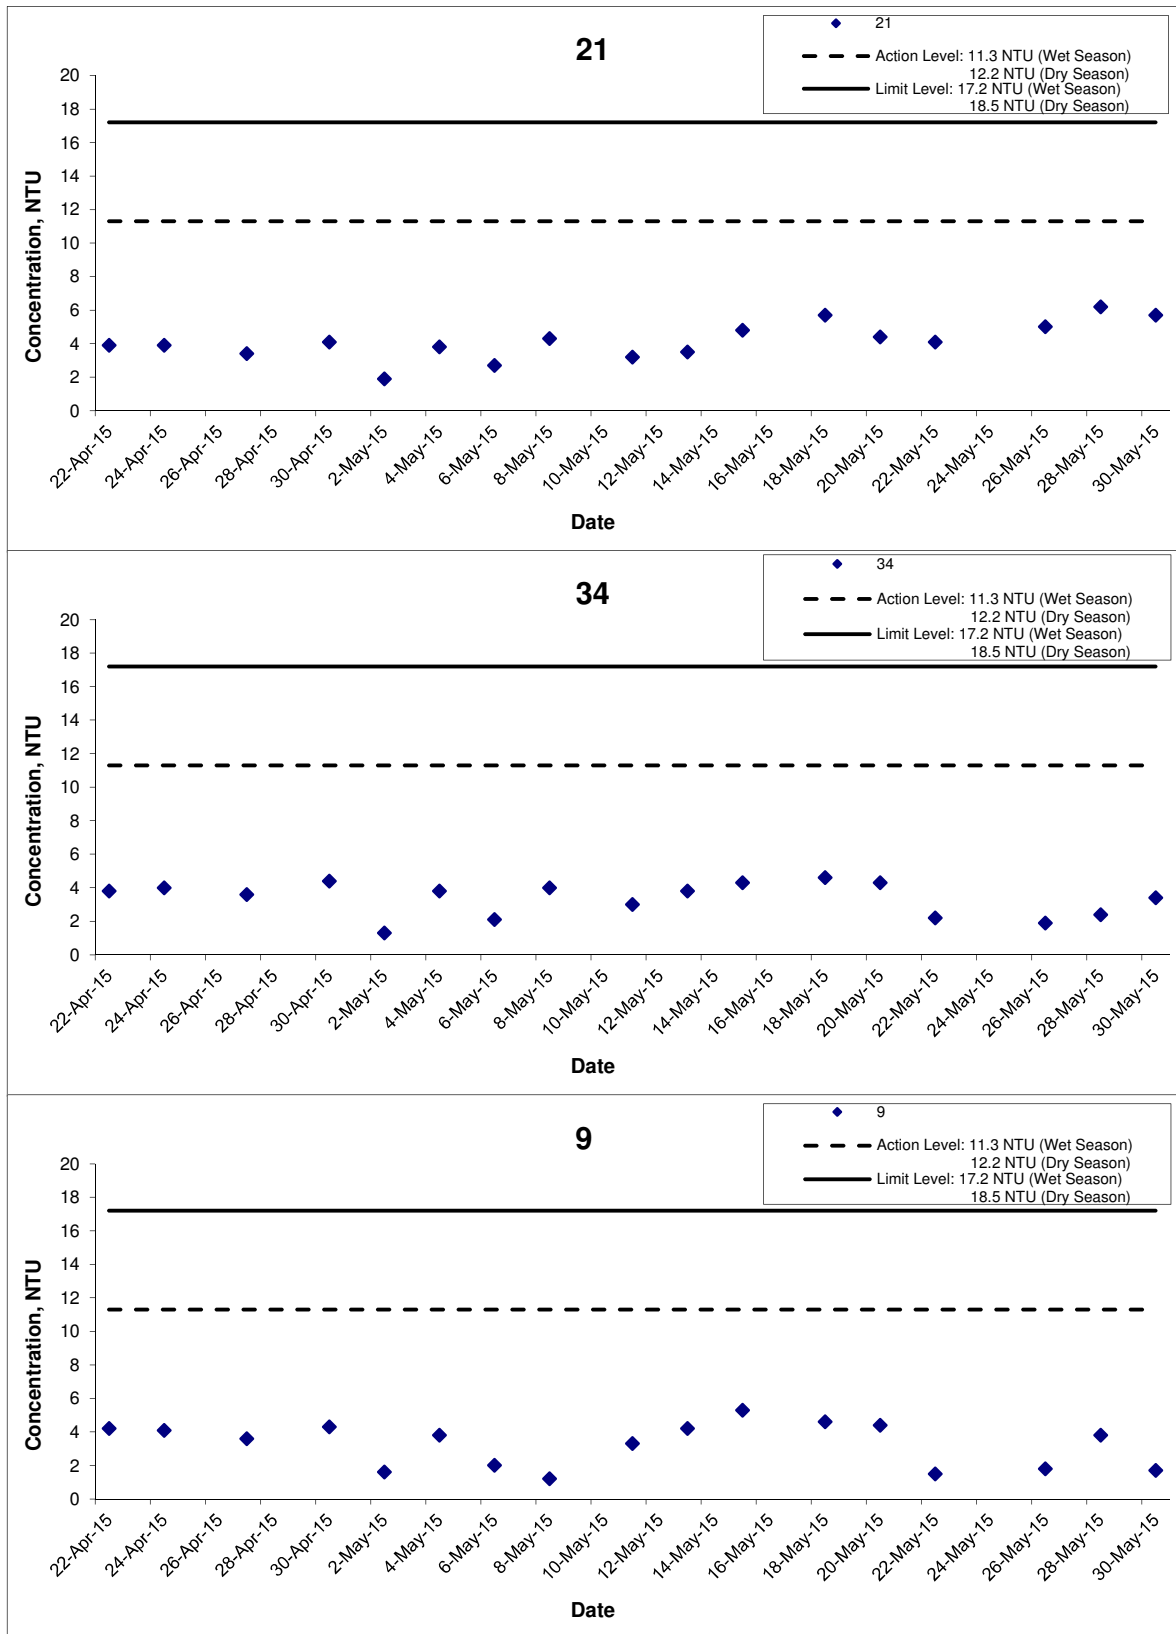 21
21
Action Level: 11.3 NTU (Wet Season)
12.2 NTU (Dry Season)
Limit Level: 17.2 NTU (Wet Season)
18.5 NTU (Dry Season)
Concentration, NTU
20
18
16
14
12
10
8
6
4
2
0
22-Apr-15
24-Apr-15
26-Apr-15
28-Apr-15
30-Apr-15
2-May-15
4-May-15
6-May-15
8-May-15
10-May-15
12-May-15
14-May-15
16-May-15
18-May-15
20-May-15
22-May-15
24-May-15
26-May-15
28-May-15
30-May-15
Date
34
34
Action Level: 11.3 NTU (Wet Season)
12.2 NTU (Dry Season)
Limit Level: 17.2 NTU (Wet Season)
18.5 NTU (Dry Season)
Concentration, NTU
20
18
16
14
12
10
8
6
4
2
0
22-Apr-15
24-Apr-15
26-Apr-15
28-Apr-15
30-Apr-15
2-May-15
4-May-15
6-May-15
8-May-15
10-May-15
12-May-15
14-May-15
16-May-15
18-May-15
20-May-15
22-May-15
24-May-15
26-May-15
28-May-15
30-May-15
Date
9
9
Action Level: 11.3 NTU (Wet Season)
12.2 NTU (Dry Season)
Limit Level: 17.2 NTU (Wet Season)
18.5 NTU (Dry Season)
Concentration, NTU
20
18
16
14
12
10
8
6
4
2
0
22-Apr-15
24-Apr-15
26-Apr-15
28-Apr-15
30-Apr-15
2-May-15
4-May-15
6-May-15
8-May-15
10-May-15
12-May-15
14-May-15
16-May-15
18-May-15
20-May-15
22-May-15
24-May-15
26-May-15
28-May-15
30-May-15
Date